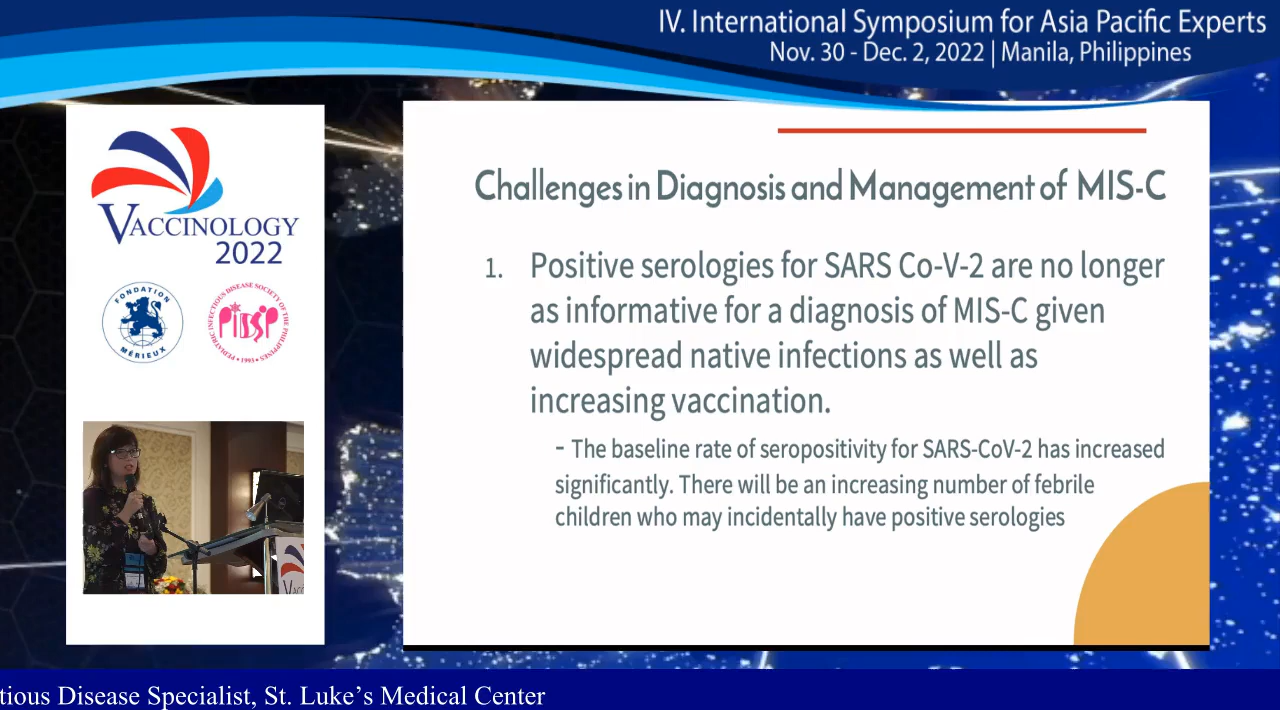 IV. International Symposium for Asia Pacific Experts
Nov. 30 - Dec. 2, 2022 | Manila, Philippines
VACCINOLOGY
2022
FONDATION
MÉRIEUX
PEDIATRIC INFECTIOUS DISEASE SOCIETY OF THE PHILIPPINES
• 1993 •
PIDSP
Challenges in Diagnosis and Management of MIS-C
1. Positive serologies for SARS Co-V-2 are no longer
as informative for a diagnosis of MIS-C given
widespread native infections as well as
increasing vaccination.
- The baseline rate of seropositivity for SARS-CoV-2 has increased
significantly. There will be an increasing number of febrile
children who may incidentally have positive serologies
tious Disease Specialist, St. Luke’s Medical Center